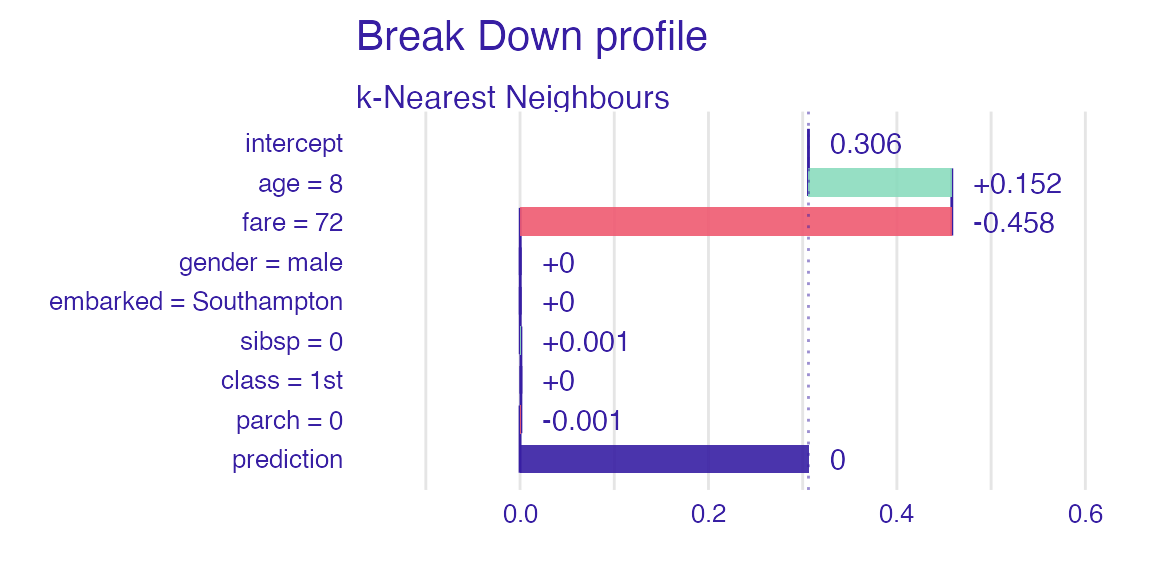 Break Down profile
k-Nearest Neighbours
intercept 0.306
age = 8 +0.152
fare = 72 -0.458
gender = male +0
embarked = Southampton +0
sibsp = 0 +0.001
class = 1st +0
parch = 0 -0.001
prediction 0
0.0 0.2 0.4 0.6